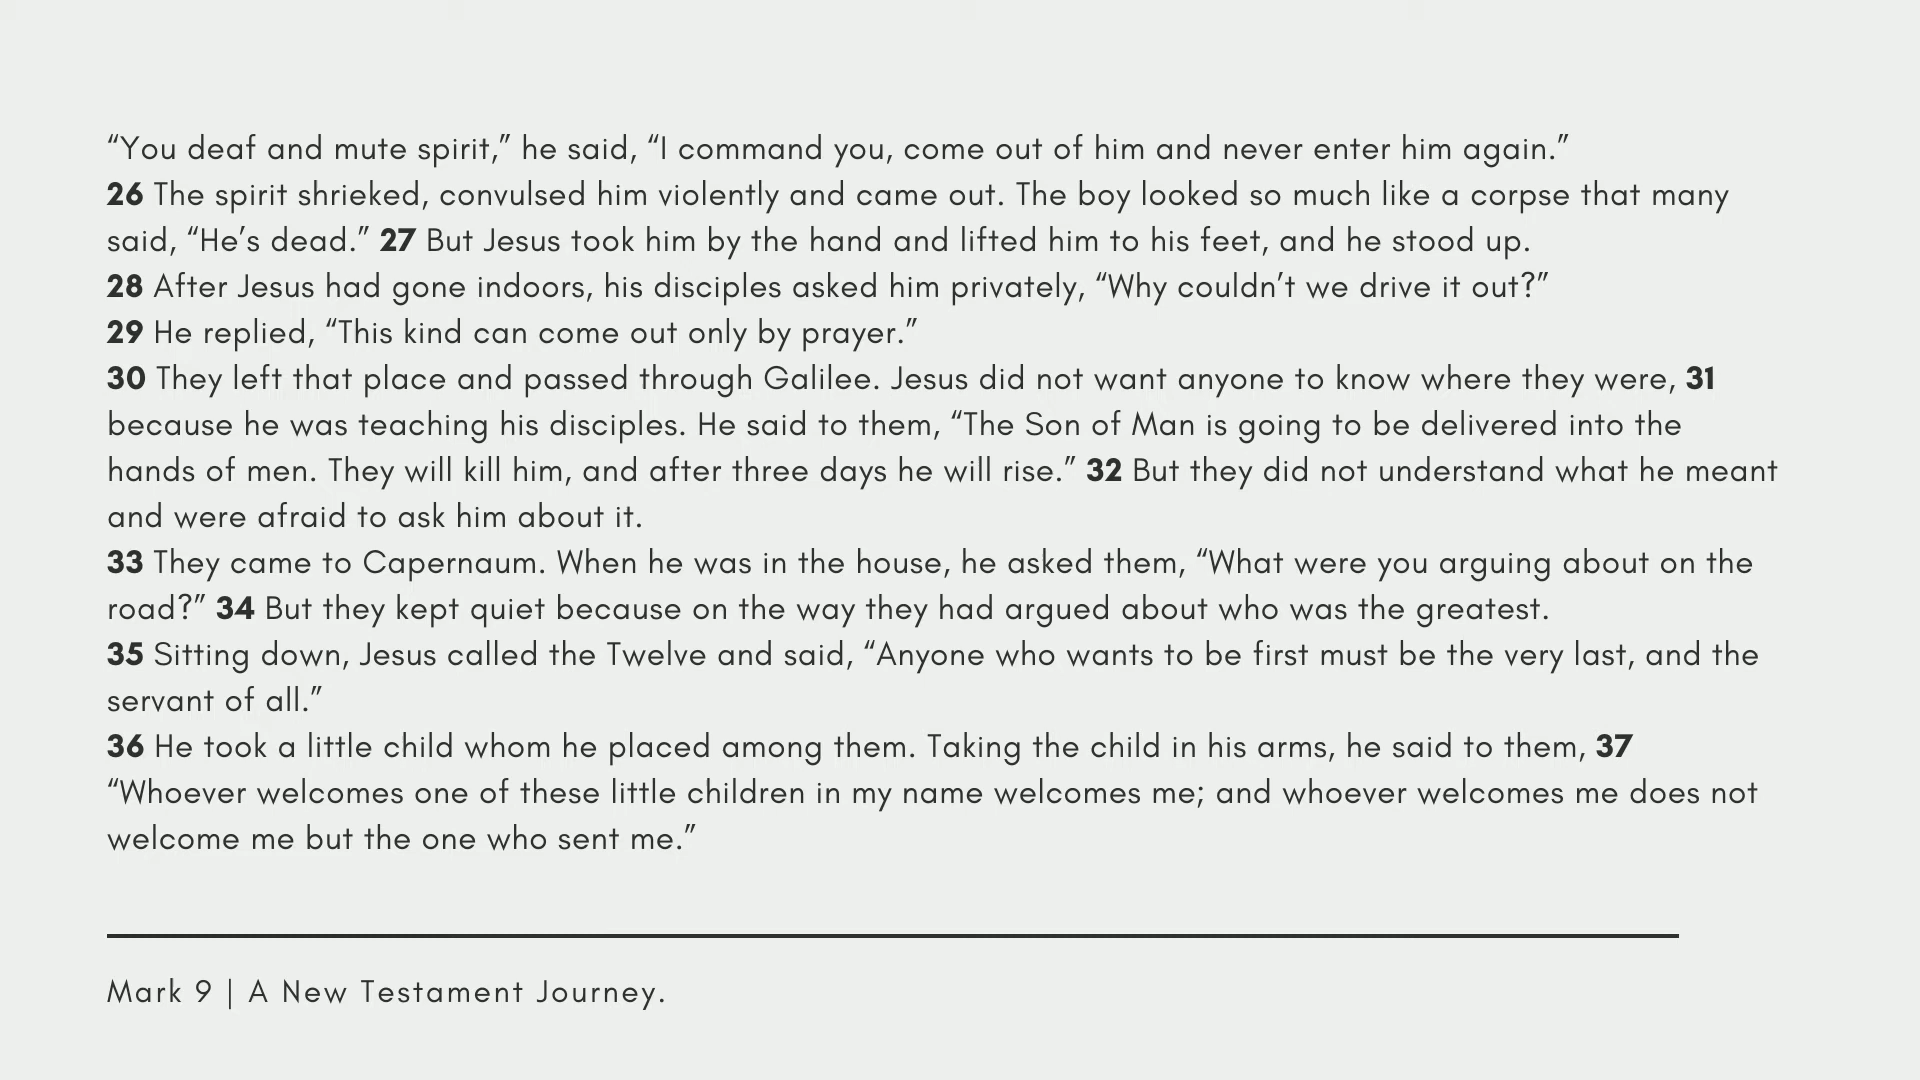 “You deaf and mute spirit,” he said, “I command you, come out of him and never enter him again.”
26 The spirit shrieked, convulsed him violently and came out. The boy looked so much like a corpse that many
said, “He’s dead.” 27 But Jesus took him by the hand and lifted him to his feet, and he stood up.
28 After Jesus had gone indoors, his disciples asked him privately, “Why couldn’t we drive it out?”
29 He replied, “This kind can come out only by prayer.”
30 They left that place and passed through Galilee. Jesus did not want anyone to know where they were, 31
because he was teaching his disciples. He said to them, “The Son of Man is going to be delivered into the
hands of men. They will kill him, and after three days he will rise.” 32 But they did not understand what he meant
and were afraid to ask him about it.
33 They came to Capernaum. When he was in the house, he asked them, “What were you arguing about on the
road?” 34 But they kept quiet because on the way they had argued about who was the greatest.
35 Sitting down, Jesus called the Twelve and said, “Anyone who wants to be first must be the very last, and the
servant of all.”
36 He took a little child whom he placed among them. Taking the child in his arms, he said to them, 37
“Whoever welcomes one of these little children in my name welcomes me; and whoever welcomes me does not
welcome me but the one who sent me.”
Mark 9 | A New Testament Journey.